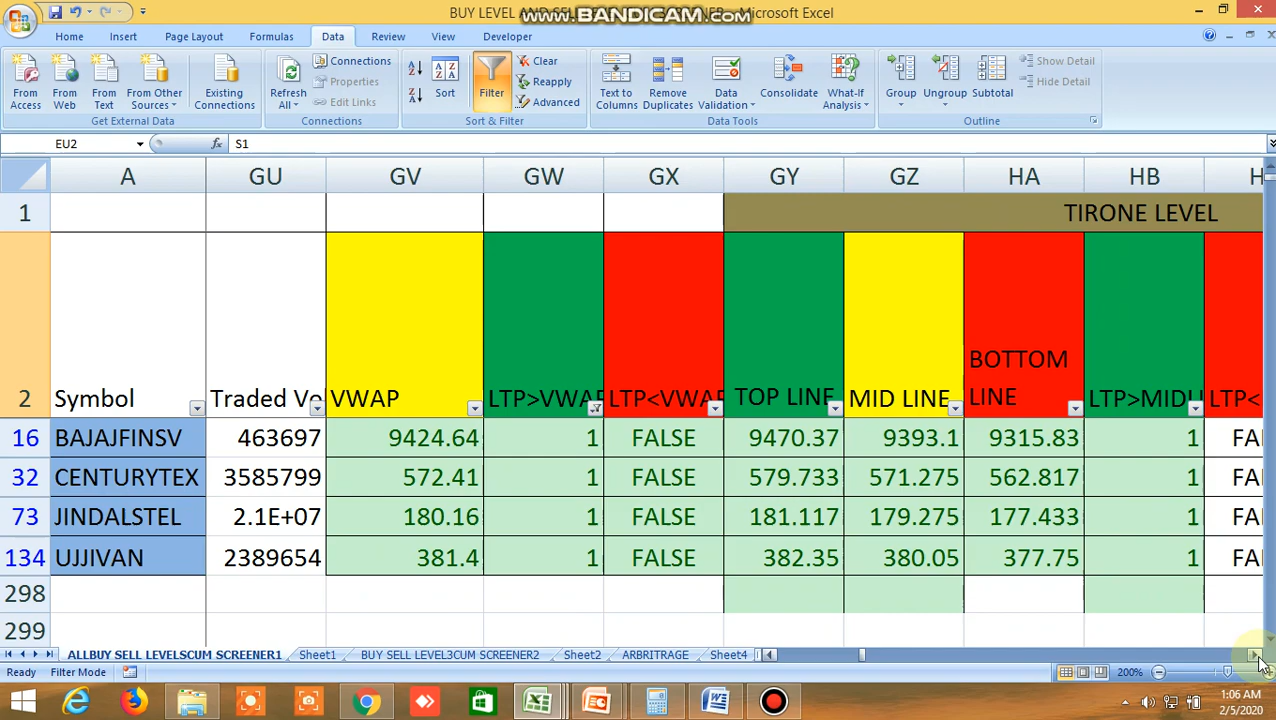 BUY LEVEL AND SEL
www.BANDICAM.com
NER - Microsoft Excel
Home Insert Page Layout Formulas Data Review View Developer
From Access
From Web
From Text
From Other Sources
Existing Connections
Get External Data
Refresh All
Connections
Properties
Edit Links
Connections
Sort
Filter
Clear
Reapply
Advanced
Sort & Filter
Text to Columns
Remove Duplicates
Data Validation
Consolidate
What-If Analysis
Data Tools
Group
Ungroup
Subtotal
Show Detail
Hide Detail
Outline
EU2 fx S1
A GU GV GW GX GY GZ HA HB H
1 TIRONE LEVEL
2 Symbol Traded Vo VWAP LTP>VWAP LTP<VWAP TOP LINE MID LINE BOTTOM LINE LTP>MIDL LTP<
16 BAJAJFINSV 463697 9424.64 1 FALSE 9470.37 9393.1 9315.83 1 FA
32 CENTURYTEX 3585799 572.41 1 FALSE 579.733 571.275 562.817 1 FA
73 JINDALSTEL 2.1E+07 180.16 1 FALSE 181.117 179.275 177.433 1 FA
134 UJJIVAN 2389654 381.4 1 FALSE 382.35 380.05 377.75 1 FA
298
299
ALLBUY SELL LEVELSCUM SCREENER1 Sheet1 BUY SELL LEVEL3CUM SCREENER2 Sheet2 ARBRITRAGE Sheet4
Ready Filter Mode 200%
1:06 AM
2/5/2020